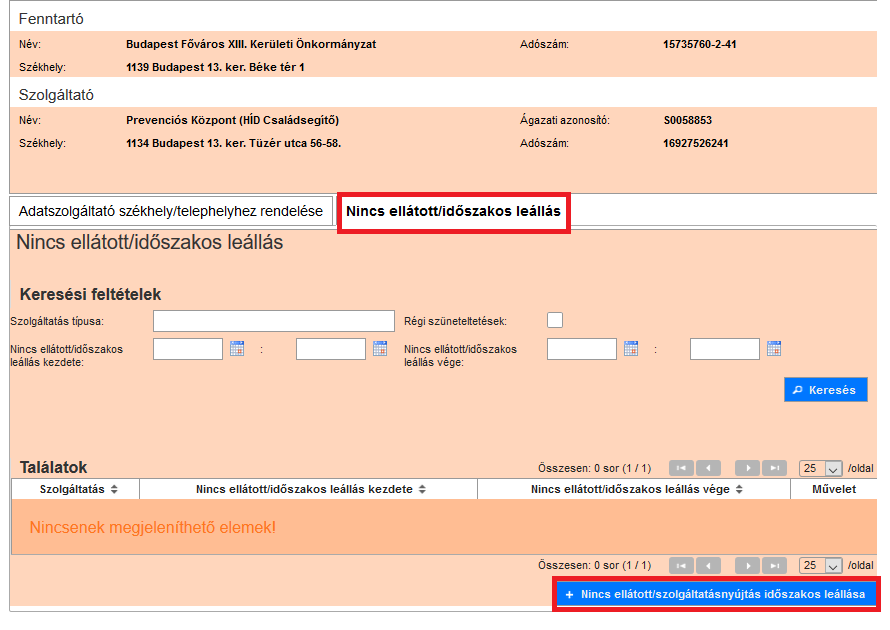 Fenntartó
Név: Budapest Főváros XIII. Kerületi Önkormányzat Adószám: 15735760-2-41
Székhely: 1139 Budapest 13. ker. Béke tér 1
Szolgáltató
Név: Prevenciós Központ (HÍD Családsegítő) Ágazati azonosító: S0058853
Székhely: 1134 Budapest 13. ker. Tüzér utca 56-58. Adószám: 16927526241
Adatszolgáltató székhely/telephelyhez rendelése Nincs ellátott/időszakos leállás
Nincs ellátott/időszakos leállás
Keresési feltételek
Szolgáltatás típusa: Régi szüneteltetések:
Nincs ellátott/időszakos leállás kezdete: : Nincs ellátott/időszakos leállás vége: :
Keresés
Találatok Összesen: 0 sor (1 / 1) 25 /oldal
Szolgáltatás Nincs ellátott/időszakos leállás kezdete Nincs ellátott/időszakos leállás vége Művelet
Nincsenek megjeleníthető elemek!
Összesen: 0 sor (1 / 1) 25 /oldal
+ Nincs ellátott/szolgáltatásnyújtás időszakos leállása